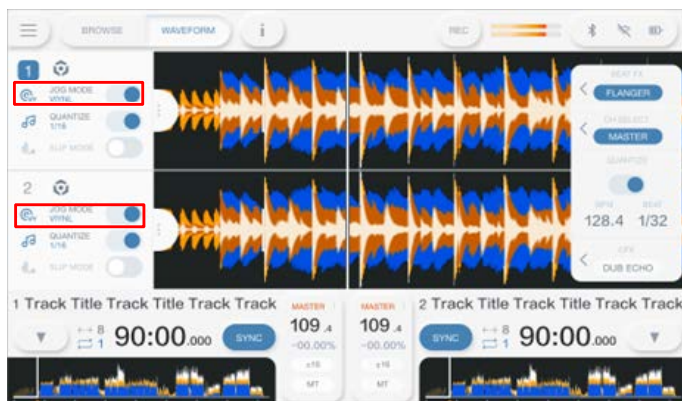 BROWSE
WAVEFORM
i
REC
1
JOG MODE
VIYNL
QUANTIZE
1/16
SLIP MODE
2
JOG MODE
VIYNL
QUANTIZE
1/16
SLIP MODE
BEAT FX
FLANGER
CH SELECT
MASTER
QUANTIZE
BPM
BEAT
128.4
1/32
CFX
DUB ECHO
1 Track Title Track Title Track Track
8
1
90:00.000
SYNC
MASTER
109.4
-00.00%
±16
MT
MASTER
109.4
-00.00%
±16
MT
2 Track Title Track Title Track Track
SYNC
8
1
90:00.000